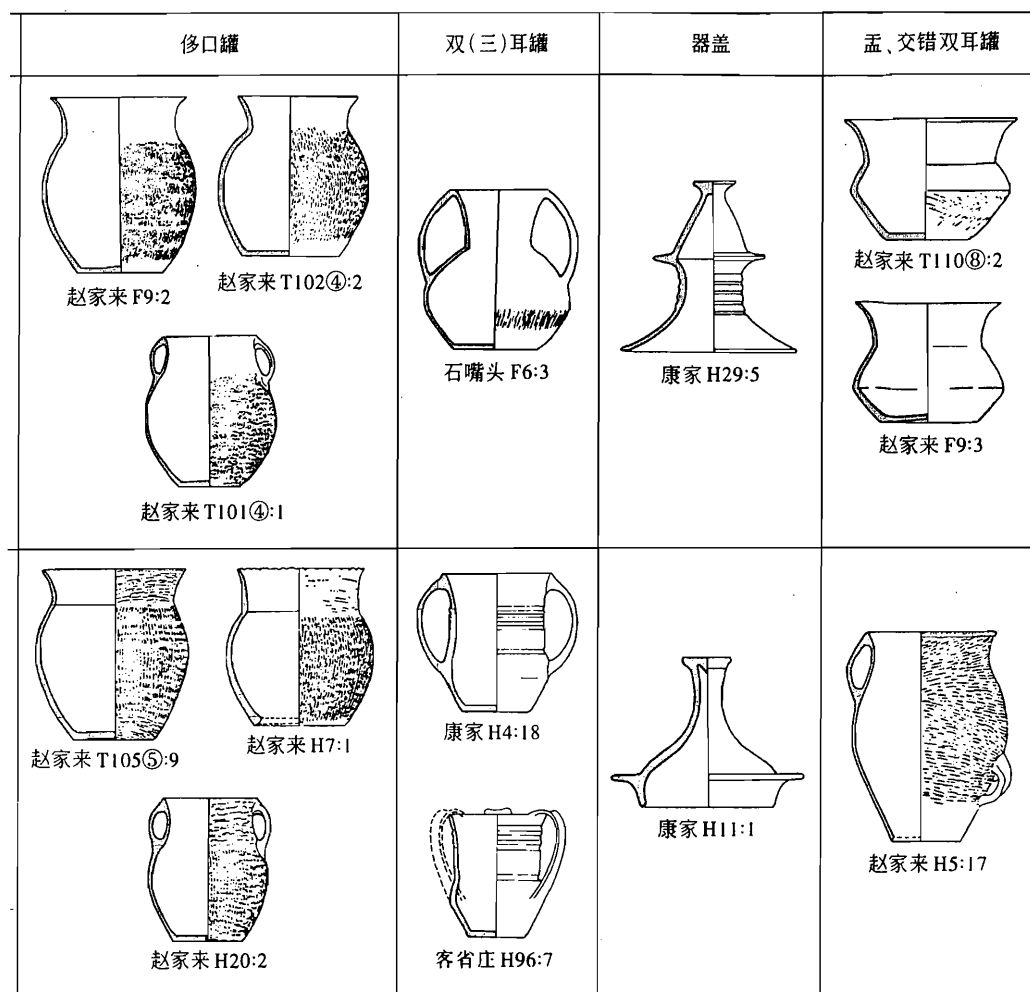 侈口罐
双(三)耳罐
器盖
盂、交错双耳罐
赵家来 F9:2
赵家来 T102④:2
赵家来 T101④:1
石嘴头 F6:3
康家 H29:5
赵家来 T110⑧:2
赵家来 F9:3
赵家来 T105⑤:9
赵家来 H7:1
赵家来 H20:2
康家 H4:18
客省庄 H96:7
康家 H11:1
赵家来 H5:17